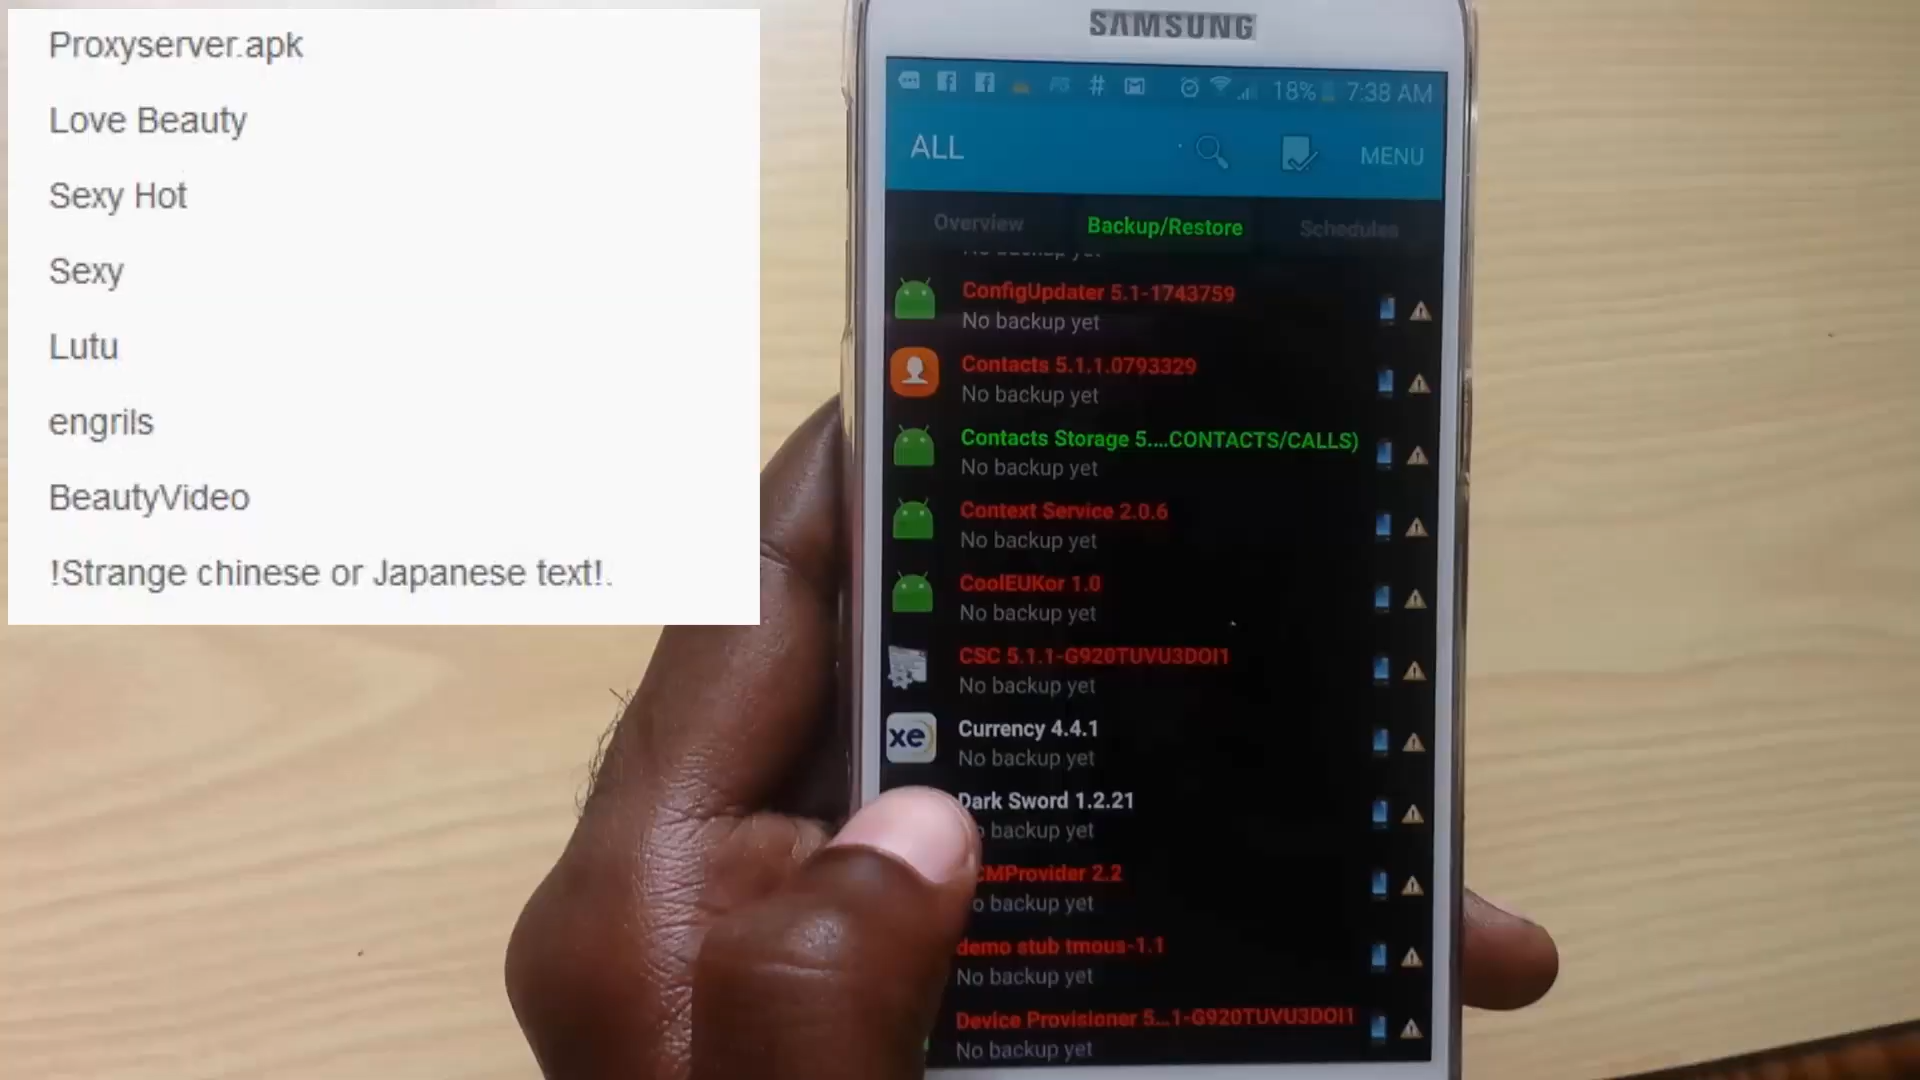 Proxyserver.apk
Love Beauty
Sexy Hot
Sexy
Lutu
engrils
BeautyVideo
!Strange chinese or Japanese text!.
SAMSUNG
18% 7:38 AM
ALL
MENU
Overview
Backup/Restore
Schedules
No backup yet
ConfigUpdater 5.1-1743759
No backup yet
Contacts 5.1.1.0793329
No backup yet
Contacts Storage 5....CONTACTS/CALLS)
No backup yet
Context Service 2.0.6
No backup yet
CoolEUKor 1.0
No backup yet
CSC 5.1.1-G920TUVU3DOI1
No backup yet
xe
Currency 4.4.1
No backup yet
Dark Sword 1.2.21
backup yet
CMProvider 2.2
backup yet
demo stub tmous-1.1
No backup yet
Device Provisioner 5...1-G920TUVU3DOI1
No backup yet